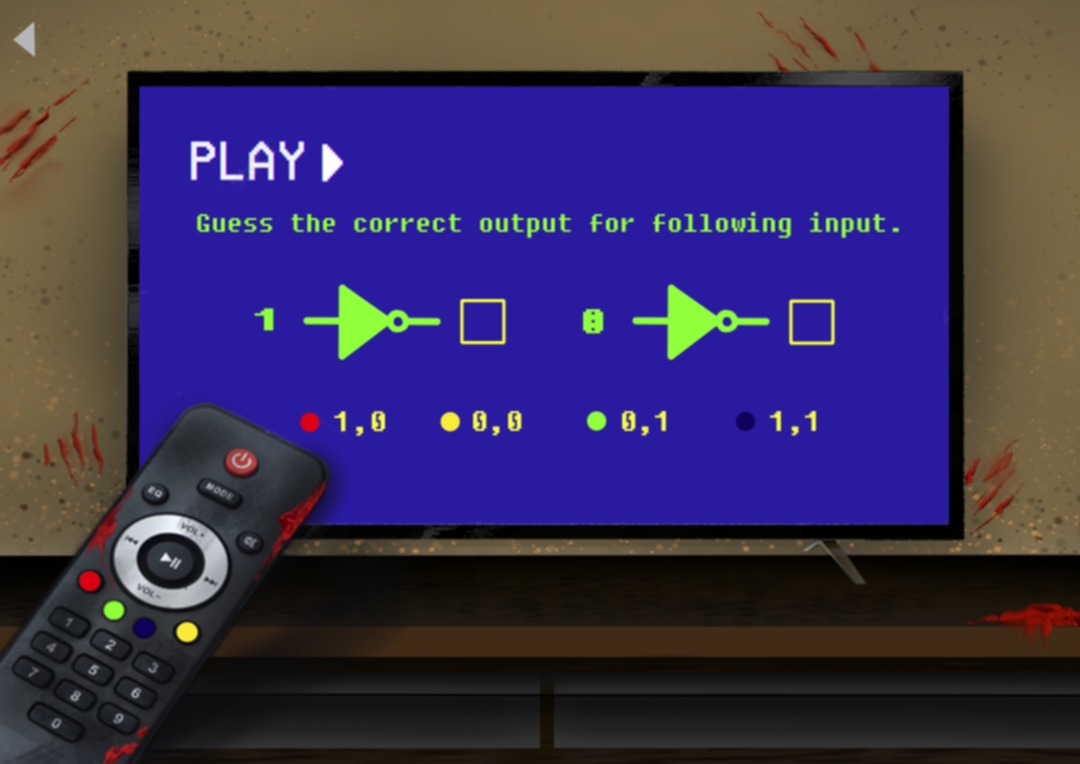 PLAY
Guess the correct output for following input.
1 0
1,0 0,0 0,1 1,1
EQ MODE
VOL+
VOL-
1 2 3
4 5 6
7 8 9
0